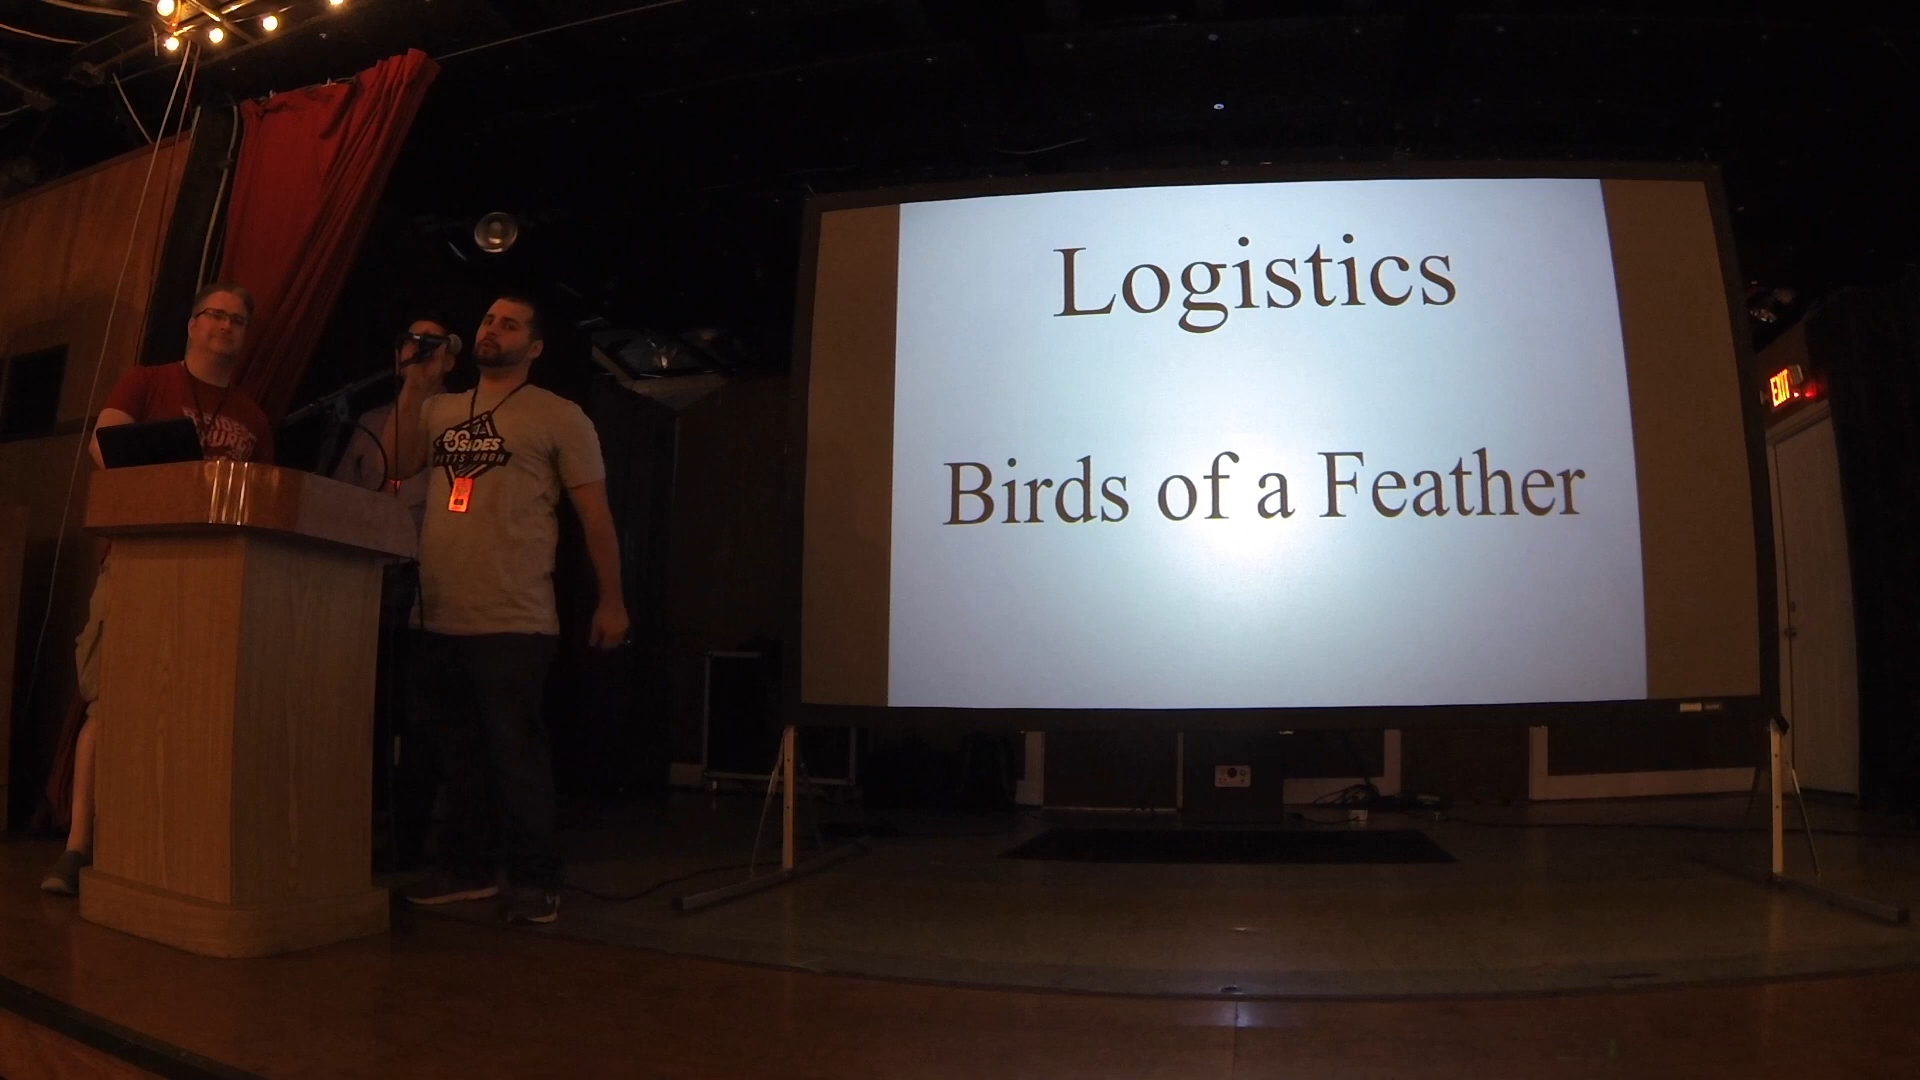 Logistics
Birds of a Feather
BSIDES
PITTSBURGH
EXIT